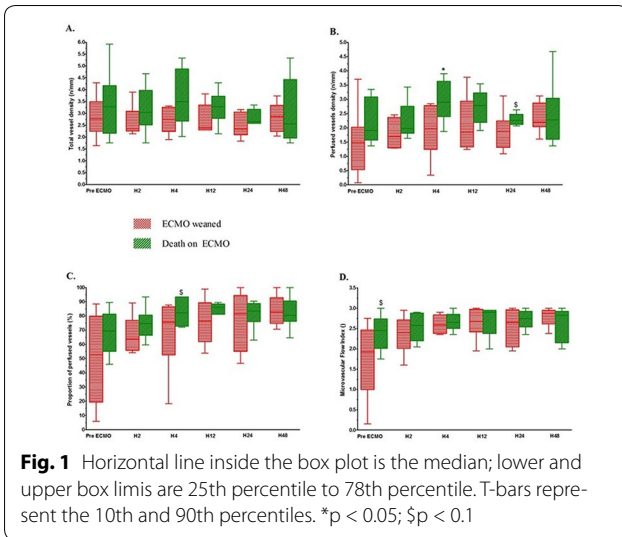 A.
B.
Total vessel density (n/mm)
6.0
5.5
5.0
4.5
4.0
3.5
3.0
2.5
2.0
1.5
1.0
0.5
0.0
Pre ECMO H2 H4 H12 H24 H48
Perfused vessels density (n/mm)
6.0
5.5
5.0
4.5
4.0
3.5
3.0
2.5
2.0
1.5
1.0
0.5
0.0
*
$
Pre ECMO H2 H4 H12 H24 H48
ECMO weaned
Death on ECMO
C.
D.
Proportion of perfused vessels (%)
100
90
80
70
60
50
40
30
20
10
0
$
Pre ECMO H2 H4 H12 H24 H48
Microvascular Flow Index ()
3.5
3.0
2.5
2.0
1.5
1.0
0.5
0.0
$
Pre ECMO H2 H4 H12 H24 H48
Fig. 1 Horizontal line inside the box plot is the median; lower and
upper box limis are 25th percentile to 78th percentile. T-bars repre-
sent the 10th and 90th percentiles. *p < 0.05; $p < 0.1